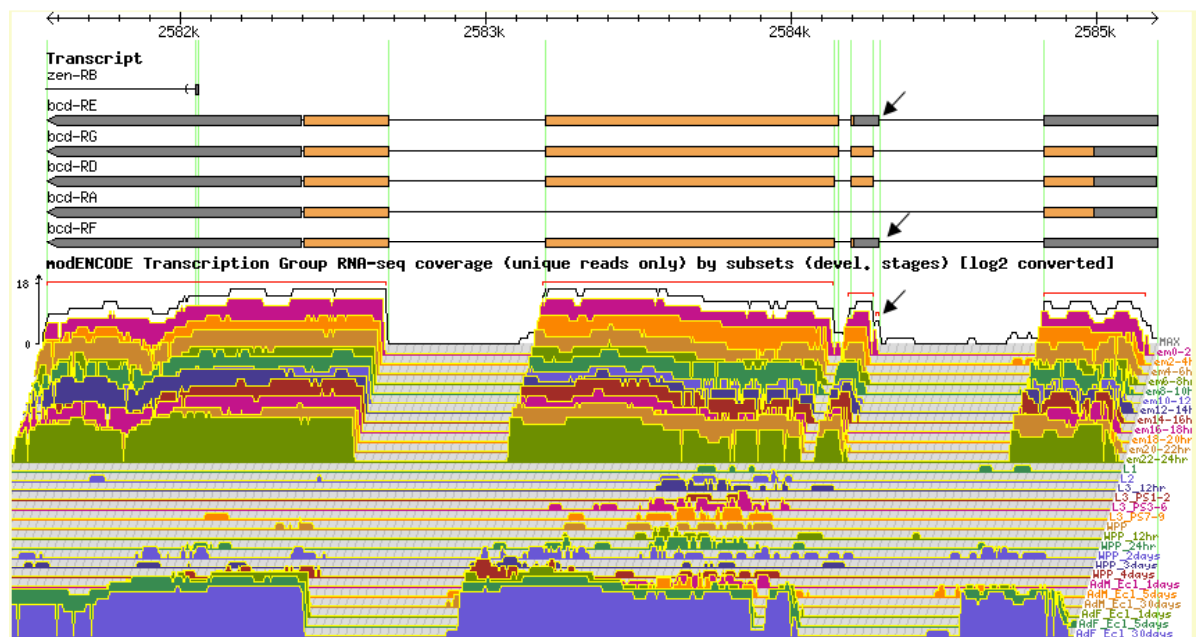 2582k 2583k 2584k 2585k
Transcript
zen-RB
bcd-RE
bcd-RG
bcd-RD
bcd-RA
bcd-RF
modENCODE Transcription Group RNA-seq coverage (unique reads only) by subsets (devel. stages) [log2 converted]
18
0
MAX
em0-2
em2-4h
em4-6h
em6-8h
em8-10h
em10-12
em12-14h
em14-16h
em16-18h
em18-20hr
em20-22hr
em22-24hr
L1
L2
L3_12hr
L3_PS1-2
L3_PS3-6
L3_PS7-9
WPP
WPP_12hr
WPP_24hr
WPP_2days
WPP_3days
WPP_4days
AdM_Ecl_1days
AdM_Ecl_5days
AdM_Ecl_30days
AdF_Ecl_1days
AdF_Ecl_5days
AdF_Ecl_30days